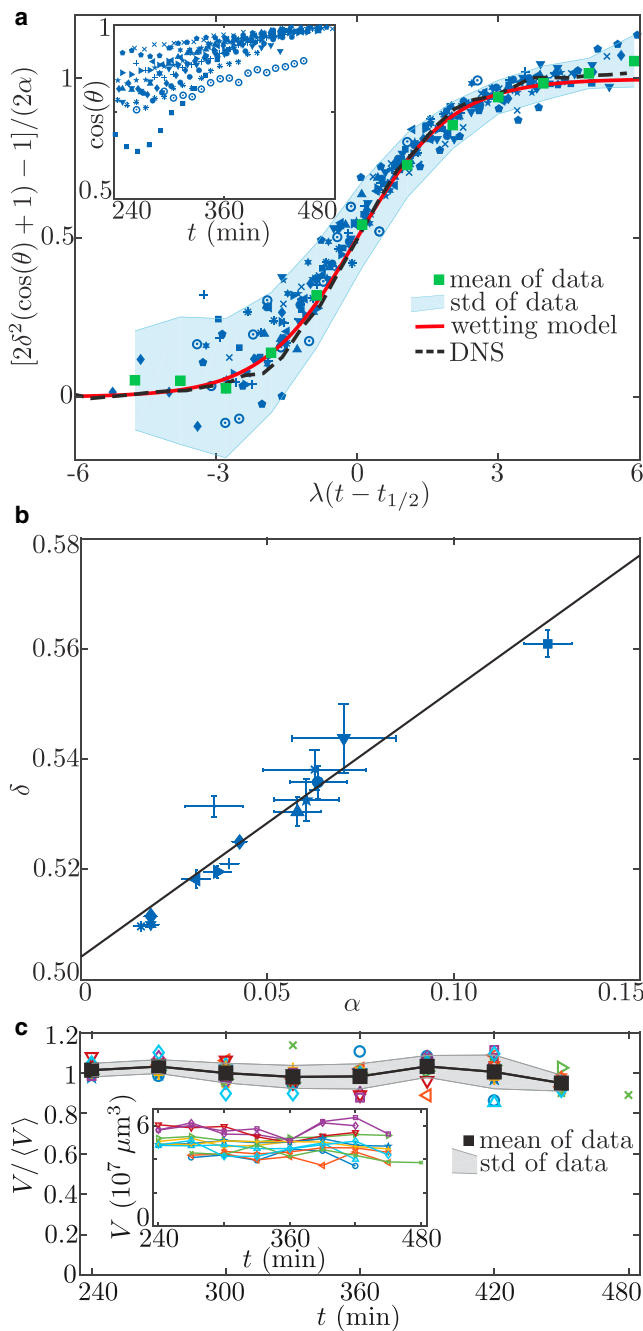 a
[2δ²(cos(θ) + 1) − 1]/(2α)
1
0.5
0
cos(θ)
1
0.5
240 360 480
t (min)
mean of data
std of data
wetting model
DNS
-6 -3 0 3 6
λ(t − t1/2)
b
δ
0.58
0.56
0.54
0.52
0.50
0 0.05 0.10 0.15
α
c
V/⟨V⟩
1.2
1
0.8
0.6
0.4
0.2
0
V (10⁷ μm³)
6
0
240 360 480
t (min)
mean of data
std of data
240 300 360 420 480
t (min)